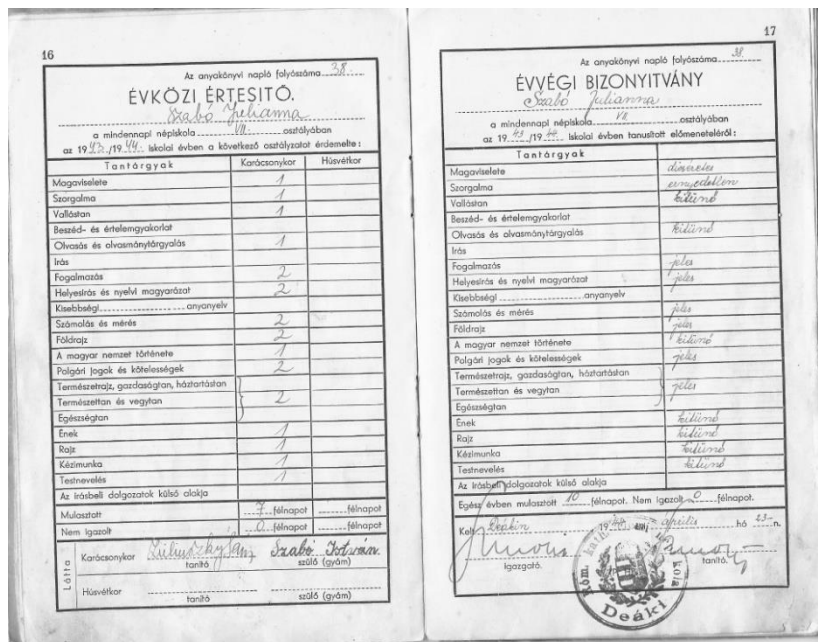 16
Az anyakönyvi napló folyószáma 38.
ÉVKÖZI ÉRTESITŐ.
Szabó Julianna
a mindennapi népiskola VII. osztályában
az 1943/1944. iskolai évben a következő osztályzatot érdemelte:
Tantárgyak Karácsonykor Húsvétkor
Magaviselete 1
Szorgalma 1
Vallástan 1
Beszéd- és értelemgyakorlat
Olvasás és olvasmánytárgyalás 1
Irás
Fogalmazás 2
Helyesirás és nyelvi magyarázat 2
Kisebbségi anyanyelv
Számolás és mérés 2
Földrajz 2
A magyar nemzet története 1
Polgári jogok és kötelességek 2
Természetrajz, gazdaságtan, háztartástan
Természettan és vegytan 2
Egészségtan
Ének 1
Rajz 1
Kézimunka 1
Testnevelés 1
Az irásbeli dolgozatok külső alakja
Mulasztott 7 félnapot félnapot
Nem igazolt 0 félnapot félnapot
Látta
Karácsonykor Szabó István
tanító szülő (gyám)
Húsvétkor
tanító szülő (gyám)
17
Az anyakönyvi napló folyószáma 38.
ÉVVÉGI BIZONYITVÁNY
Szabó Julianna
a mindennapi népiskola VII. osztályában
az 1943/1944. iskolai évben tanusított előmeneteléről:
Tantárgyak
Magaviselete dicséretes
Szorgalma ernyedetlen
Vallástan kitünő
Beszéd- és értelemgyakorlat
Olvasás és olvasmánytárgyalás kitünő
Irás
Fogalmazás jeles
Helyesirás és nyelvi magyarázat jeles
Kisebbségi anyanyelv
Számolás és mérés jeles
Földrajz jeles
A magyar nemzet története kitünő
Polgári jogok és kötelességek jeles
Természetrajz, gazdaságtan, háztartástan
Természettan és vegytan jeles
Egészségtan
Ének kitünő
Rajz kitünő
Kézimunka kitünő
Testnevelés kitünő
Az irásbeli dolgozatok külső alakja
Egész évben mulasztott 10 félnapot. Nem igazolt 0 félnapot.
Kelt Deákin 1944 évi április hó 23-n.
igazgató. tanító.
Róm. kath. iskola
Deáki